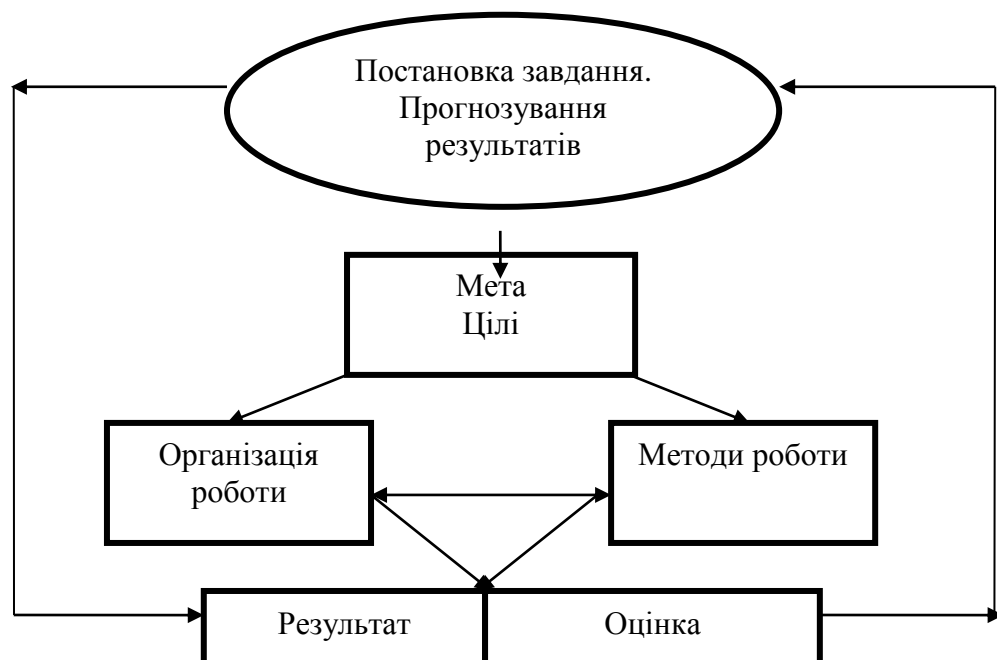 Постановка завдання.
Прогнозування
результатів
Мета
Цілі
Організація
роботи
Методи роботи
Результат
Оцінка